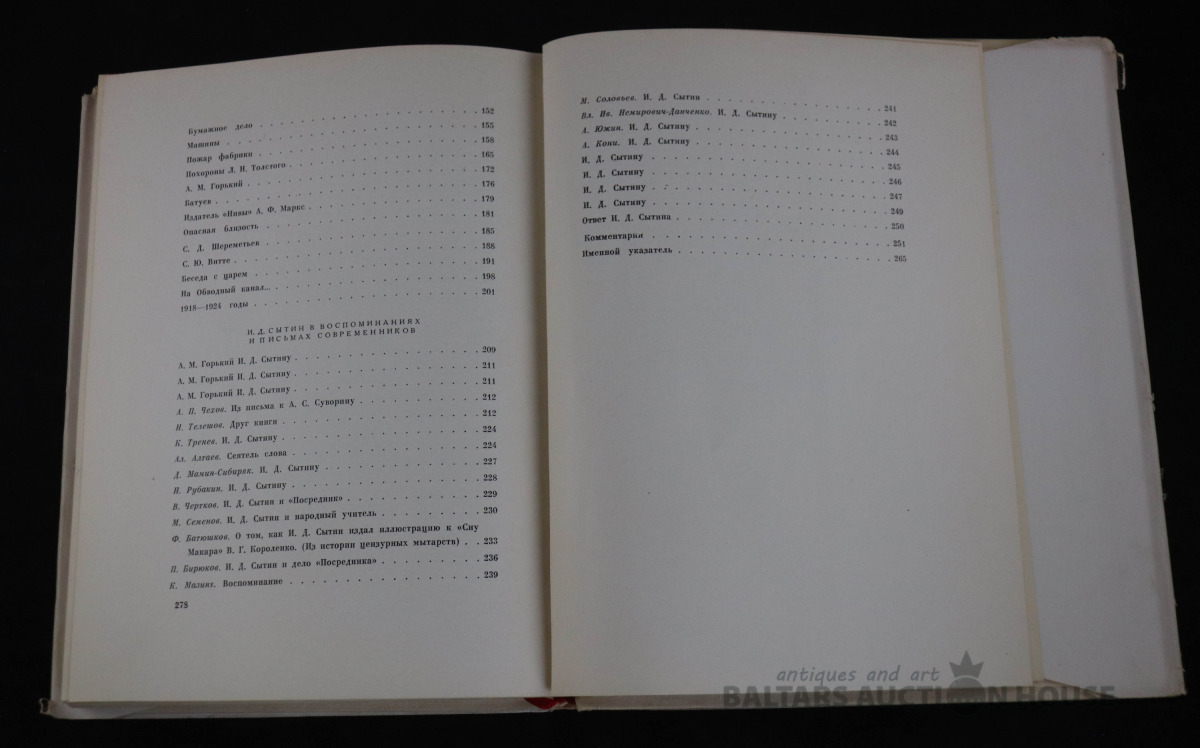 Бумажное дело . . . 152
Машины . . . 155
Пожар фабрики . . . 158
Похороны Л. Н. Толстого . . . 165
А. М. Горький . . . 172
Батуев . . . 176
Издатель «Нивы» А. Ф. Маркс . . . 179
Опасная близость . . . 181
С. Д. Шереметьев . . . 185
С. Ю. Витте . . . 188
Беседа с царем . . . 191
На Обводный канал... . . . 198
1918—1924 годы . . . 201
И. Д. СЫТИН В ВОСПОМИНАНИЯХ
И ПИСЬМАХ СОВРЕМЕННИКОВ
А. М. Горький И. Д. Сытину . . . 209
А. М. Горький И. Д. Сытину . . . 211
А. М. Горький И. Д. Сытину . . . 211
А. П. Чехов. Из письма к А. С. Суворину . . . 212
Н. Телешов. Друг книги . . . 212
К. Тренев. И. Д. Сытину . . . 224
Ал. Алтаев. Сеятель слова . . . 224
Д. Мамин-Сибиряк. И. Д. Сытину . . . 227
Н. Рубакин. И. Д. Сытину . . . 228
В. Чертков. И. Д. Сытин и «Посредник» . . . 229
М. Семенов. И. Д. Сытин и народный учитель . . . 230
Ф. Батюшков. О том, как И. Д. Сытин издал иллюстрацию к «Сну
Макара» В. Г. Короленко. (Из истории цензурных мытарств) . . 233
П. Бирюков. И. Д. Сытин и дело «Посредника» . . . 236
К. Мазинг. Воспоминание . . . 239
278
М. Соловьев. И. Д. Сытин . . . 241
Вл. Ив. Немирович-Данченко. И. Д. Сытину . . . 242
А. Южин. И. Д. Сытину . . . 243
А. Кони. И. Д. Сытину . . . 244
И. Д. Сытину . . . 245
И. Д. Сытину . . . 246
И. Д. Сытину . . . 247
И. Д. Сытину . . . 249
Ответ И. Д. Сытина . . . 250
Комментарии . . . 251
Именной указатель . . . 265
antiques and art
BALTARS AUCTION HOUSE